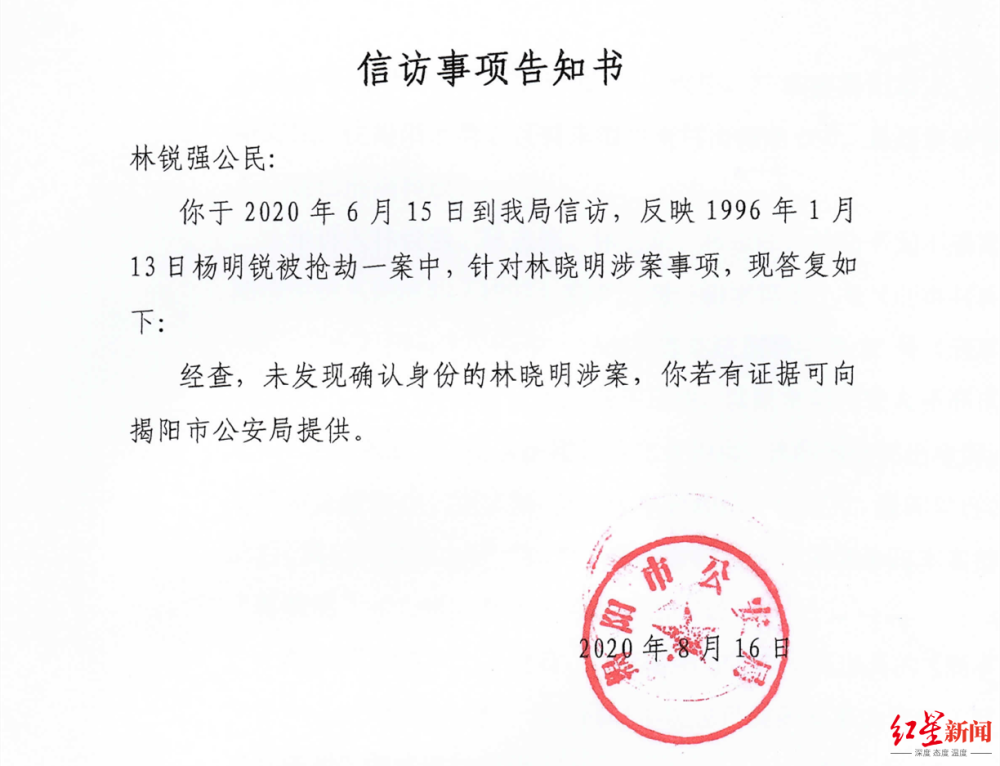 信访事项告知书
林锐强公民:
你于 2020 年 6 月 15 日到我局信访，反映 1996 年 1 月
13 日杨明锐被抢劫一案中，针对林晓明涉案事项，现答复如
下:
经查，未发现确认身份的林晓明涉案，你若有证据可向
揭阳市公安局提供。
揭阳市公安局
2020 年 8 月 16 日
红星新闻
深度 态度 温度